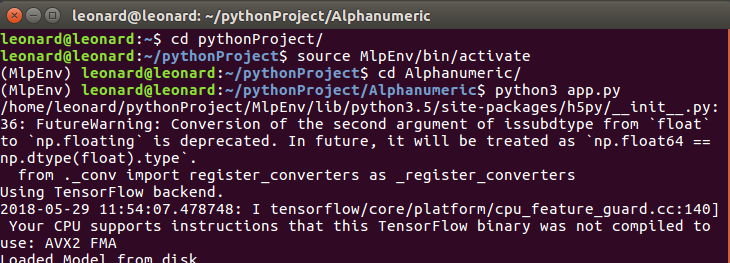 leonard@leonard: ~/pythonProject/Alphanumeric
leonard@leonard:~$ cd pythonProject/
leonard@leonard:~/pythonProject$ source MlpEnv/bin/activate
(MlpEnv) leonard@leonard:~/pythonProject$ cd Alphanumeric/
(MlpEnv) leonard@leonard:~/pythonProject/Alphanumeric$ python3 app.py
/home/leonard/pythonProject/MlpEnv/lib/python3.5/site-packages/h5py/__init__.py:
36: FutureWarning: Conversion of the second argument of issubdtype from `float`
to `np.floating` is deprecated. In future, it will be treated as `np.float64 ==
np.dtype(float).type`.
  from ._conv import register_converters as _register_converters
Using TensorFlow backend.
2018-05-29 11:54:07.478748: I tensorflow/core/platform/cpu_feature_guard.cc:140]
 Your CPU supports instructions that this TensorFlow binary was not compiled to
use: AVX2 FMA
Loaded Model from disk